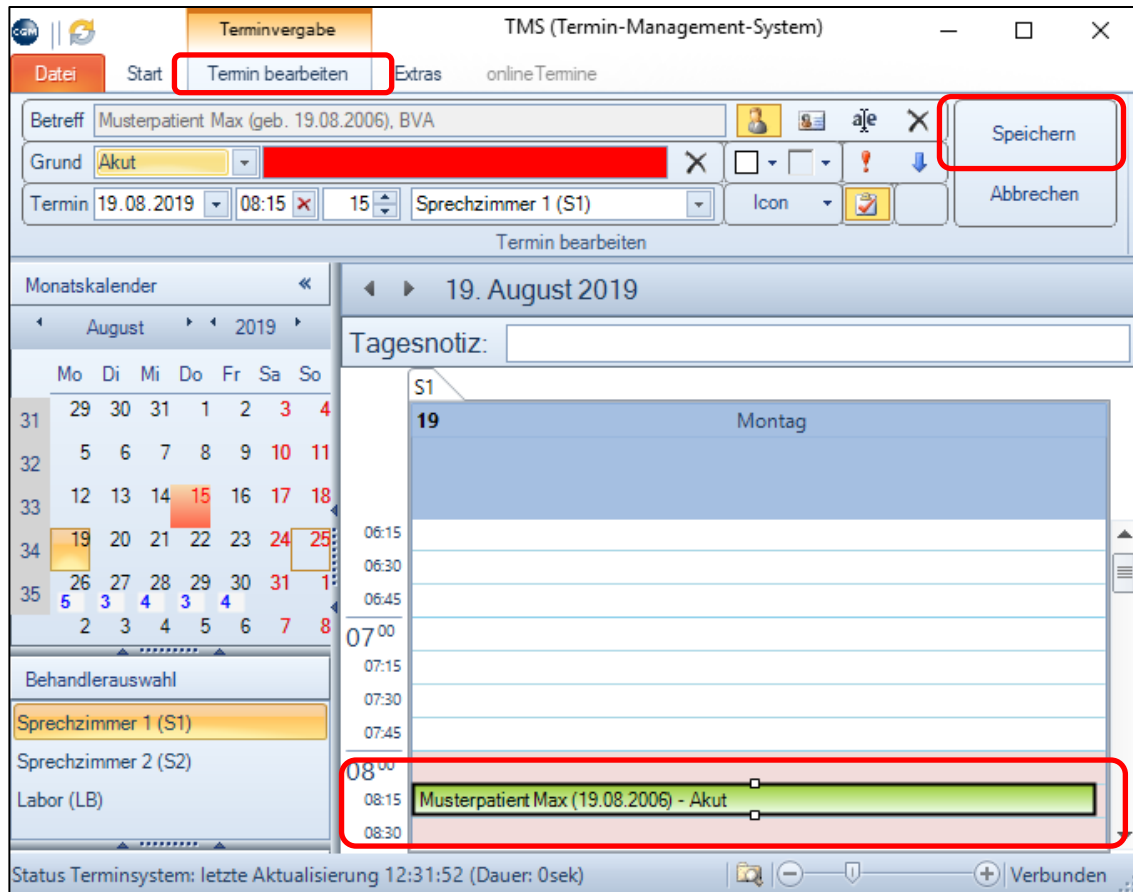 CGM
Terminvergabe
TMS (Termin-Management-System)
Datei Start Termin bearbeiten Extras onlineTermine
Betreff Musterpatient Max (geb. 19.08.2006), BVA
a|e
Speichern
Grund Akut
Termin 19.08.2019 08:15 15 Sprechzimmer 1 (S1) Icon
Abbrechen
Termin bearbeiten
Monatskalender «
August 2019
Mo Di Mi Do Fr Sa So
31 29 30 31 1 2 3 4
32 5 6 7 8 9 10 11
33 12 13 14 15 16 17 18
34 19 20 21 22 23 24 25
35 26 27 28 29 30 31 1
5 3 4 3 4
2 3 4 5 6 7 8
Behandlerauswahl
Sprechzimmer 1 (S1)
Sprechzimmer 2 (S2)
Labor (LB)
19. August 2019
Tagesnotiz:
S1
19 Montag
06:15
06:30
06:45
07 00
07:15
07:30
07:45
08 00
08:15 Musterpatient Max (19.08.2006) - Akut
08:30
Status Terminsystem: letzte Aktualisierung 12:31:52 (Dauer: 0sek) Verbunden